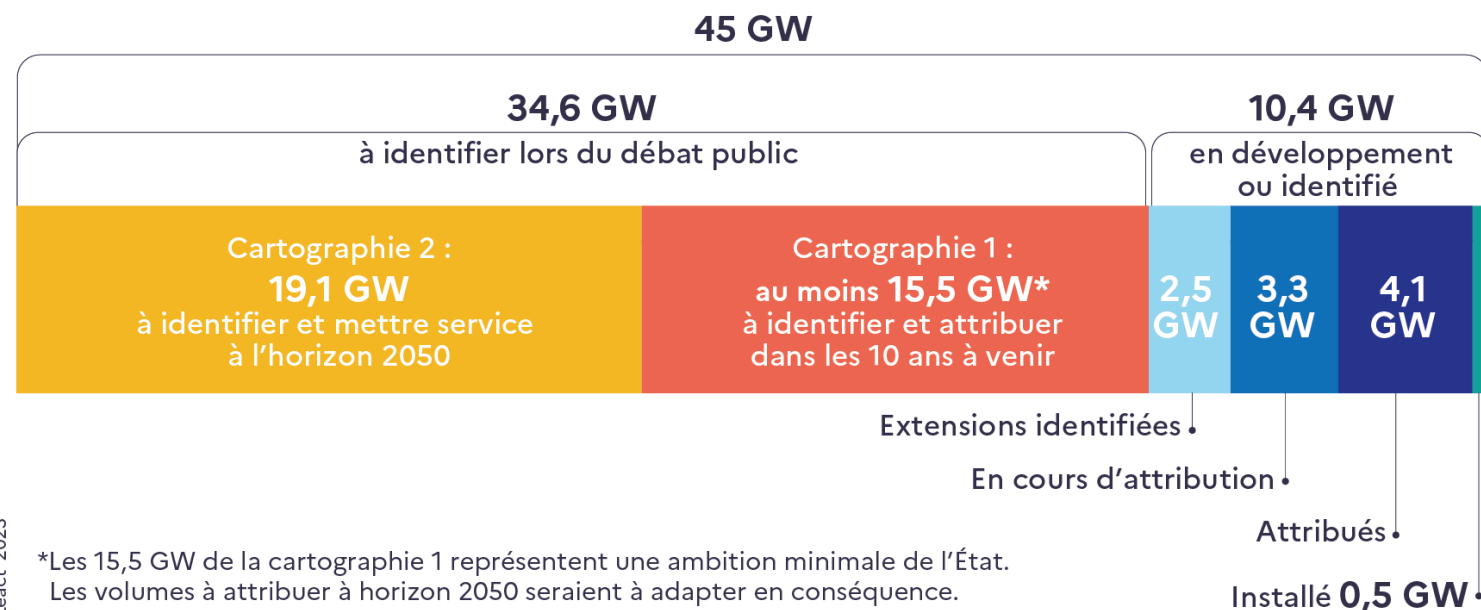 45 GW
34,6 GW
à identifier lors du débat public
10,4 GW
en développement
ou identifié
Cartographie 2 :
19,1 GW
à identifier et mettre service
à l'horizon 2050
Cartographie 1 :
au moins 15,5 GW*
à identifier et attribuer
dans les 10 ans à venir
2,5
GW
3,3
GW
4,1
GW
Extensions identifiées
En cours d'attribution
Attribués
Installé 0,5 GW
*Les 15,5 GW de la cartographie 1 représentent une ambition minimale de l'État.
Les volumes à attribuer à horizon 2050 seraient à adapter en conséquence.
2023